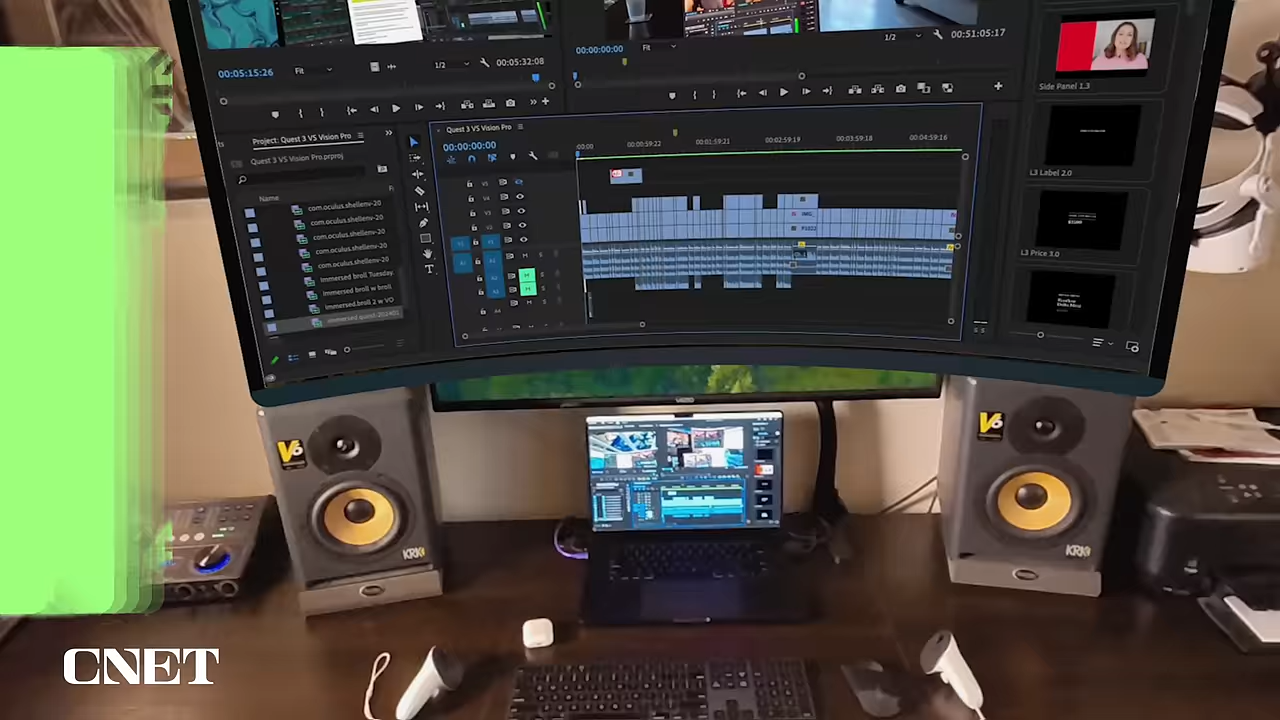 00:05:15:26
Fit
1/2
00:05:32:08
00:00:00:00
Fit
1/2
00:51:05:17
Side Panel 1.3
Project: Quest 3 VS Vision Pro
Quest 3 VS Vision Pro.prproj
Name
com.oculus.shellenv-20
com.oculus.shellenv-20
com.oculus.shellenv-20
com.oculus.shellenv-20
com.oculus.shellenv-20
Immersed broll Tuesday.
Immersed broll w broll.
Immersed.broll 2 w VO
immersed quest-202401
Quest 3 VS Vision Pro
00:00:00:00
:00:00
00:00:59:22
00:01:59:21
00:02:59:19
00:03:59:18
00:04:59:16
L3 Label 2.0
L3 Price 3.0
V6
KRK
V6
KRK
CNET